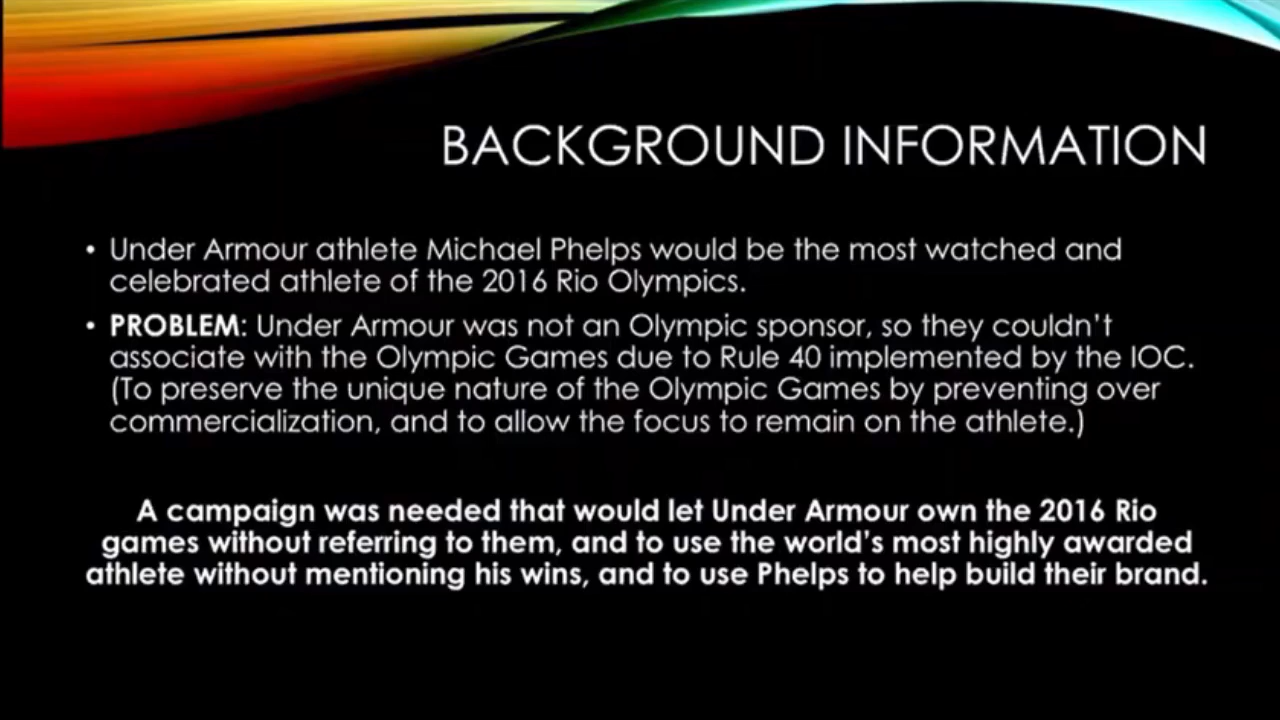 BACKGROUND INFORMATION
• Under Armour athlete Michael Phelps would be the most watched and
celebrated athlete of the 2016 Rio Olympics.
• PROBLEM: Under Armour was not an Olympic sponsor, so they couldn't
associate with the Olympic Games due to Rule 40 implemented by the IOC.
(To preserve the unique nature of the Olympic Games by preventing over
commercialization, and to allow the focus to remain on the athlete.)
A campaign was needed that would let Under Armour own the 2016 Rio
games without referring to them, and to use the world's most highly awarded
athlete without mentioning his wins, and to use Phelps to help build their brand.